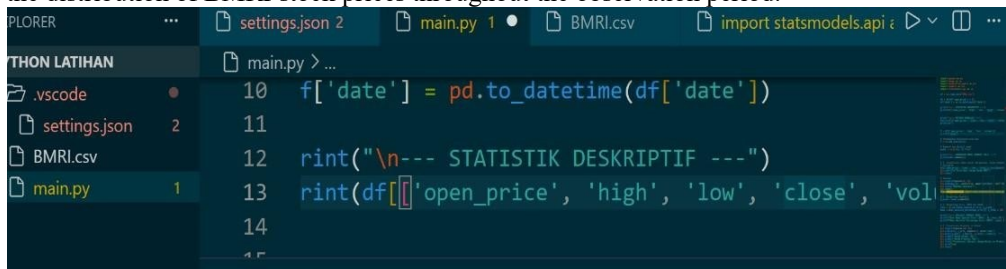 the distribution of BMRI stock prices throughout the observation period.
PLORER ...
settings.json 2
main.py 1 ●
BMRI.csv
import statsmodels.api a
...
THON LATIHAN
main.py > ...
.vscode
settings.json 2
BMRI.csv
main.py 1
10 f['date'] = pd.to_datetime(df['date'])
11
12 rint("\n--- STATISTIK DESKRIPTIF ---")
13 rint(df[['open_price', 'high', 'low', 'close', 'volu
14